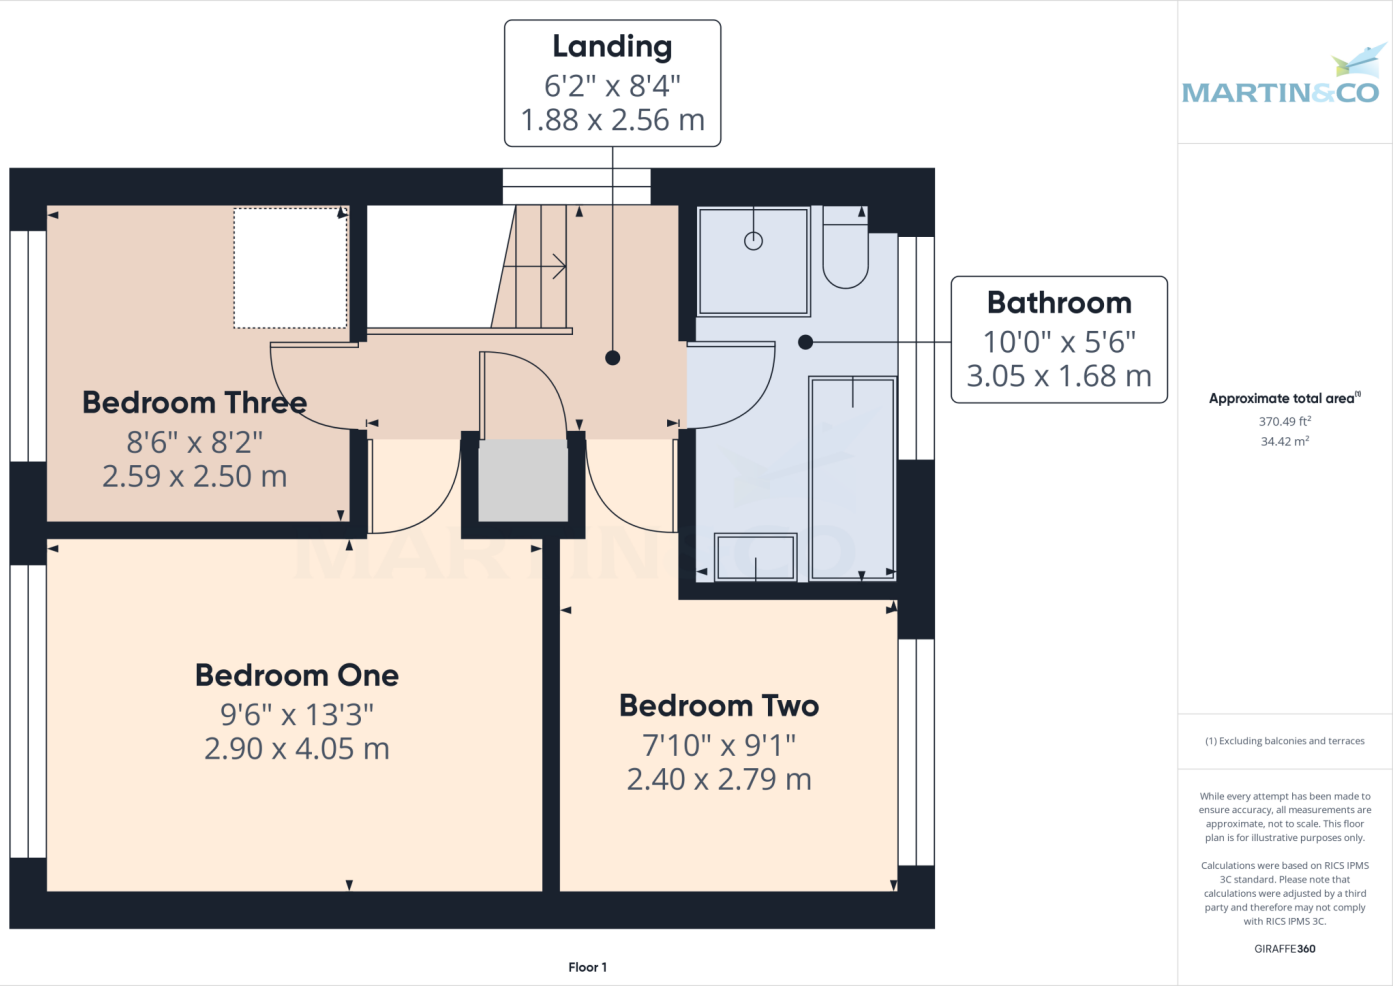 Landing
6'2" x 8'4"
1.88 x 2.56 m
MARTIN&CO
Bathroom
10'0" x 5'6"
3.05 x 1.68 m
Bedroom Three
8'6" x 8'2"
2.59 x 2.50 m
Approximate total area(1)
370.49 ft²
34.42 m²
MARTIN&CO
Bedroom One
9'6" x 13'3"
2.90 x 4.05 m
Bedroom Two
7'10" x 9'1"
2.40 x 2.79 m
(1) Excluding balconies and terraces
While every attempt has been made to
ensure accuracy, all measurements are
approximate, not to scale. This floor
plan is for illustrative purposes only.
Calculations were based on RICS IPMS
3C standard. Please note that
calculations were adjusted by a third
party and therefore may not comply
with RICS IPMS 3C.
GIRAFFE360
Floor 1